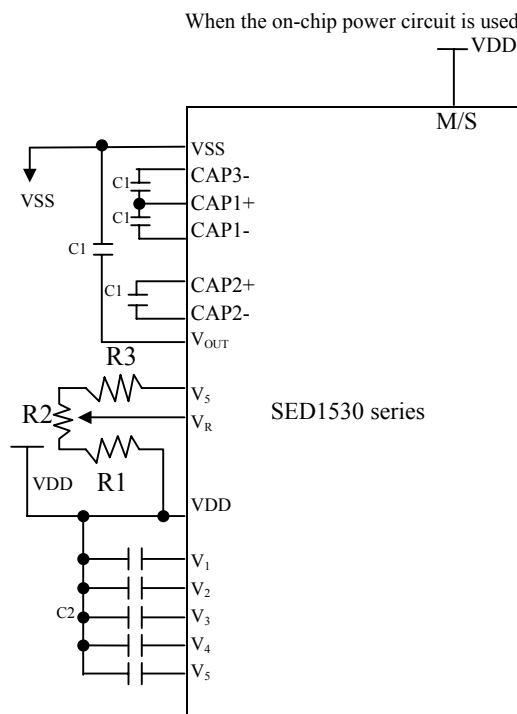 When the on-chip power circuit is used
VDD
M/S
VSS
VSS
CAP3-
C1
CAP1+
C1
CAP1-
C1
CAP2+
C1
CAP2-
VOUT
R3
V5
R2
VR
SED1530 series
R1
VDD
VDD
V1
V2
C2
V3
V4
V5